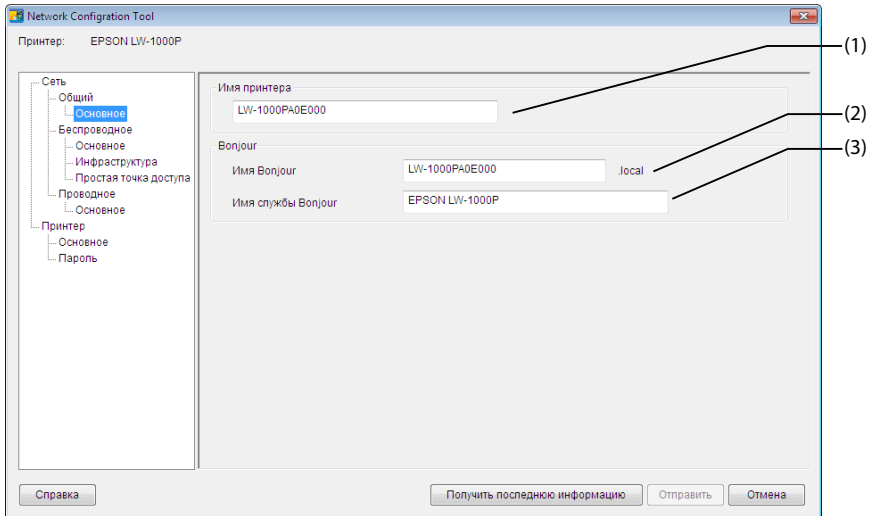 Network Configration Tool
Принтер: EPSON LW-1000P
(1)
(2)
(3)
Сеть
Общий
Основное
Беспроводное
Основное
Инфраструктура
Простая точка доступа
Проводное
Основное
Принтер
Основное
Пароль
Имя принтера
LW-1000PA0E000
Bonjour
Имя Bonjour LW-1000PA0E000 .local
Имя службы Bonjour EPSON LW-1000P
Справка Получить последнюю информацию Отправить Отмена